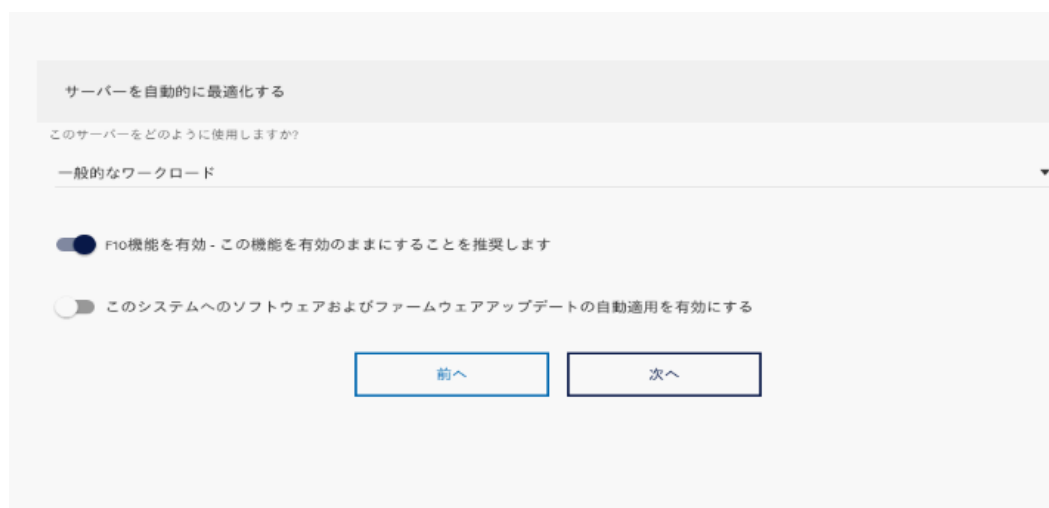 サーバーを自動的に最適化する
このサーバーをどのように使用しますか?
一般的なワークロード
F10機能を有効 - この機能を有効のままにすることを推奨します
このシステムへのソフトウェアおよびファームウェアアップデートの自動適用を有効にする
前へ 次へ